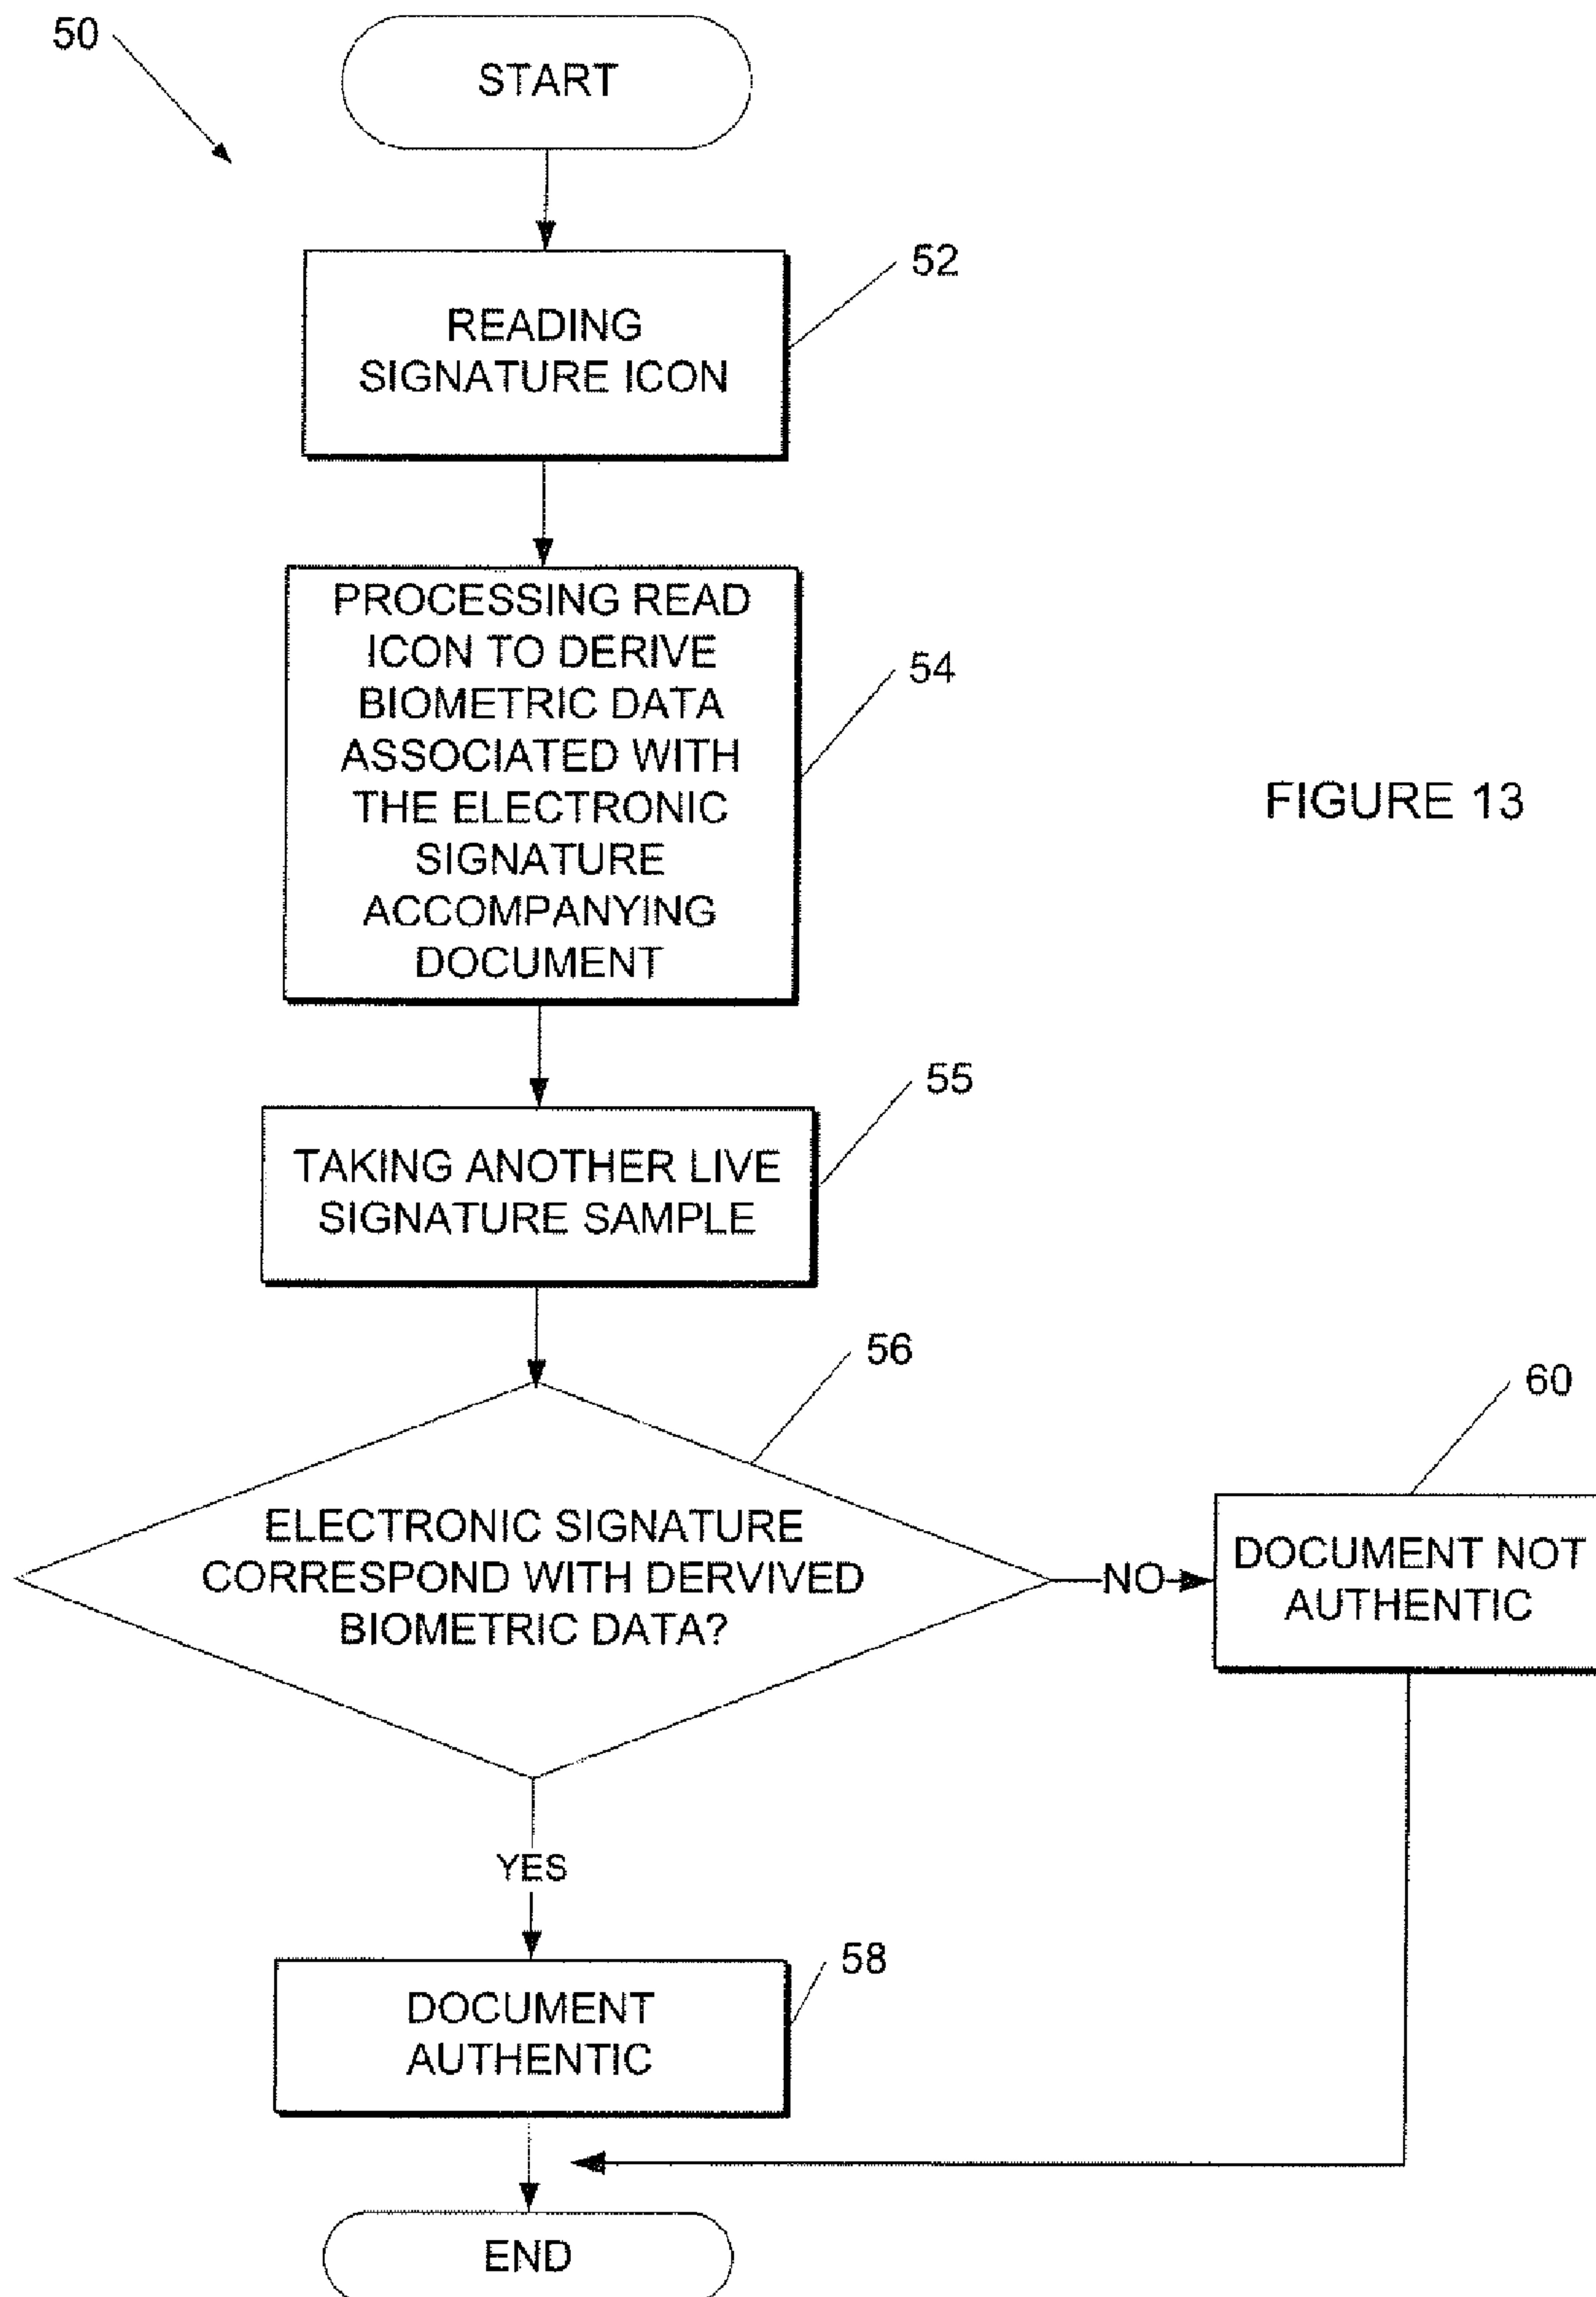 50
START
52
READING
SIGNATURE ICON
54
PROCESSING READ
ICON TO DERIVE
BIOMETRIC DATA
ASSOCIATED WITH
THE ELECTRONIC
SIGNATURE
ACCOMPANYING
DOCUMENT
FIGURE 13
55
TAKING ANOTHER LIVE
SIGNATURE SAMPLE
56
ELECTRONIC SIGNATURE
CORRESPOND WITH DERVIVED
BIOMETRIC DATA?
NO
60
DOCUMENT NOT
AUTHENTIC
YES
58
DOCUMENT
AUTHENTIC
END